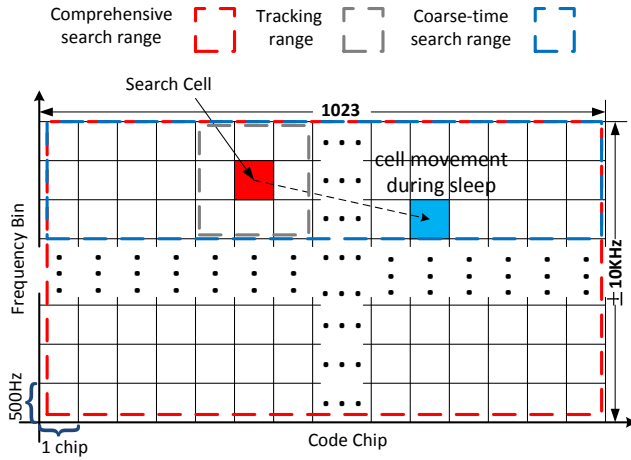 Comprehensive search range
Tracking range
Coarse-time search range
Search Cell
1023
cell movement
during sleep
Frequency Bin
10KHz
500Hz
1 chip
Code Chip